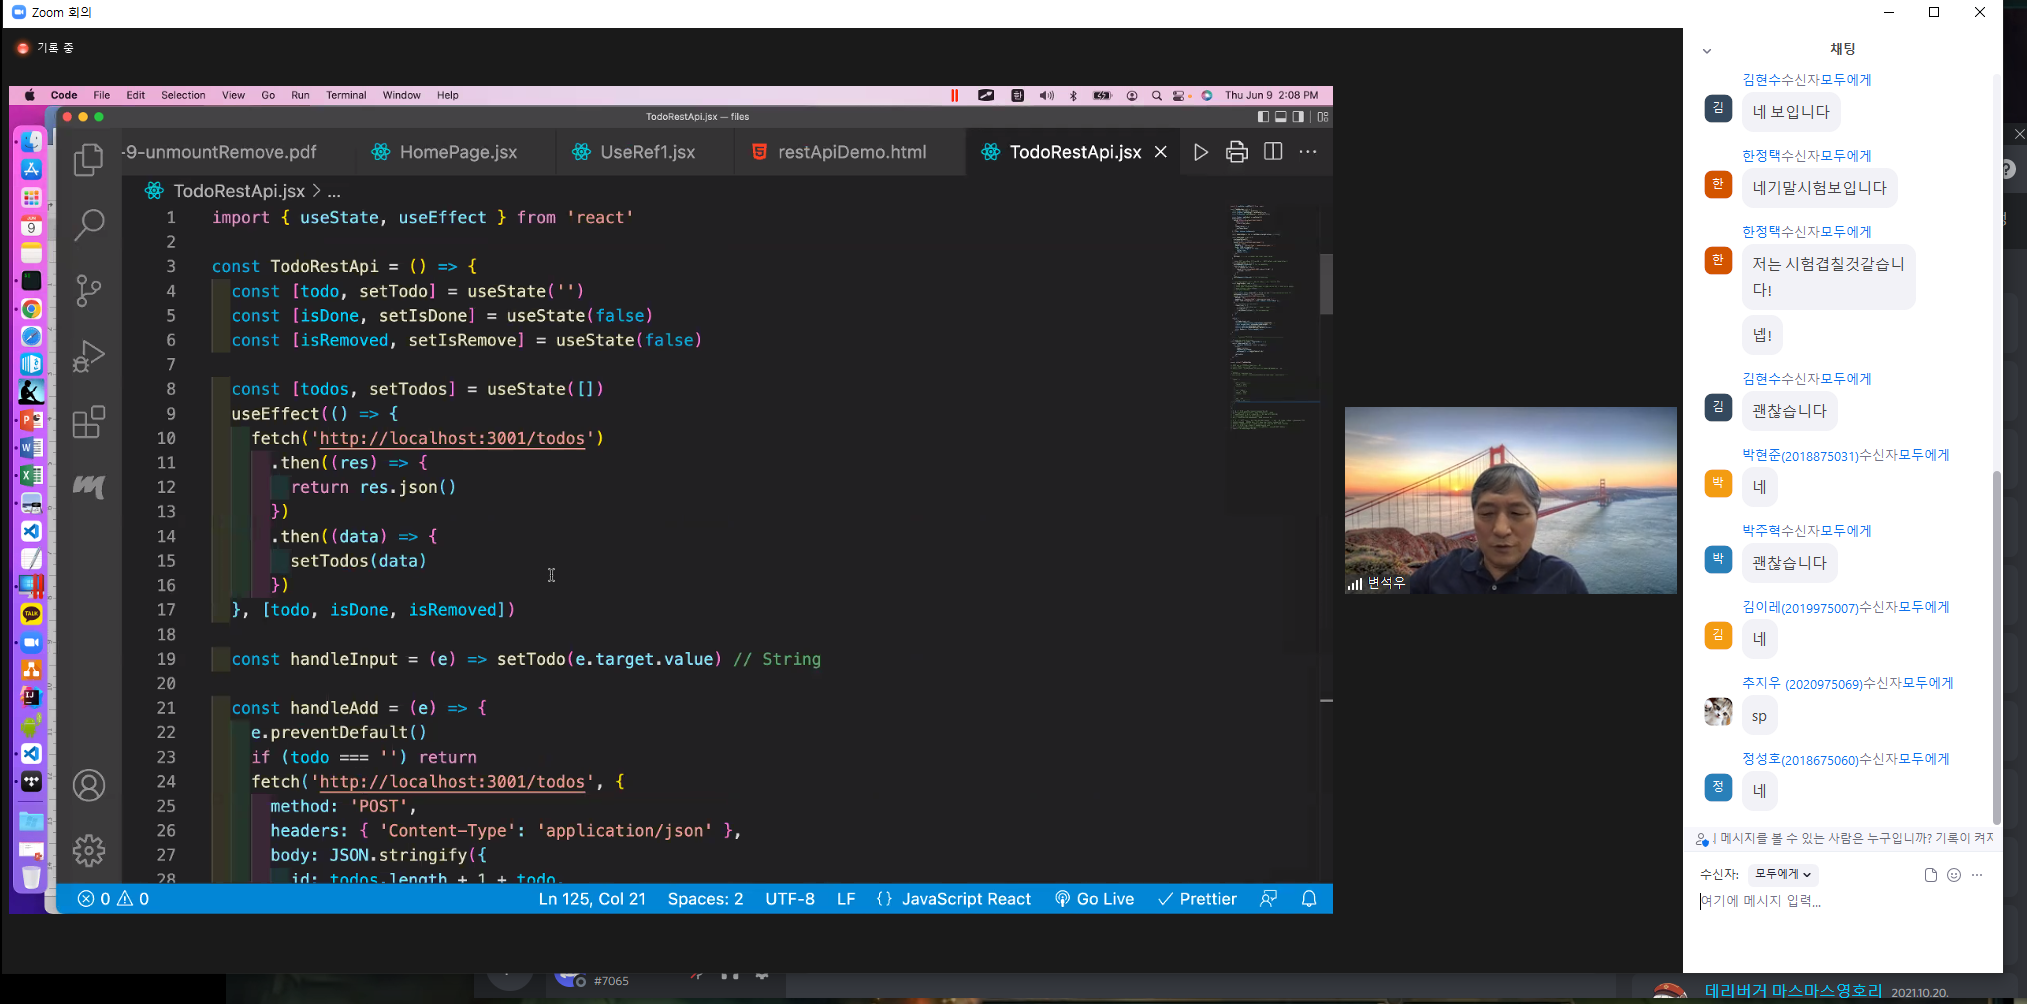 Zoom 회의
기록 중
Code File Edit Selection View Go Run Terminal Window Help
Thu Jun 9 2:08 PM
TodoRestApi.jsx — files
-9-unmountRemove.pdf
HomePage.jsx
UseRef1.jsx
restApiDemo.html
TodoRestApi.jsx
TodoRestApi.jsx > ...
1 import { useState, useEffect } from 'react'
2
3 const TodoRestApi = () => {
4 const [todo, setTodo] = useState('')
5 const [isDone, setIsDone] = useState(false)
6 const [isRemoved, setIsRemove] = useState(false)
7
8 const [todos, setTodos] = useState([])
9 useEffect(() => {
10 fetch('http://localhost:3001/todos')
11 .then((res) => {
12 return res.json()
13 })
14 .then((data) => {
15 setTodos(data)
16 })
17 }, [todo, isDone, isRemoved])
18
19 const handleInput = (e) => setTodo(e.target.value) // String
20
21 const handleAdd = (e) => {
22 e.preventDefault()
23 if (todo === '') return
24 fetch('http://localhost:3001/todos', {
25 method: 'POST',
26 headers: { 'Content-Type': 'application/json' },
27 body: JSON.stringify({
28 id: todos.length + 1 + todo,
0 0
Ln 125, Col 21
Spaces: 2
UTF-8
LF
{} JavaScript React
Go Live
Prettier
변석우
채팅
김현수수신자모두에게
김
네 보입니다
한정택수신자모두에게
한
네기말시험보입니다
한정택수신자모두에게
한
저는 시험겹칠것같습니
다!
넵!
김현수수신자모두에게
김
괜찮습니다
박현준(2018875031)수신자모두에게
박
네
박주혁수신자모두에게
박
괜찮습니다
김이레(2019975007)수신자모두에게
김
네
추지우 (2020975069)수신자모두에게
sp
정성호(2018675060)수신자모두에게
정
네
메시지를 볼 수 있는 사람은 누구입니까? 기록이 켜져
수신자: 모두에게
여기에 메시지 입력...
#7065
데리버거 마스마스영호리 2021.10.20.